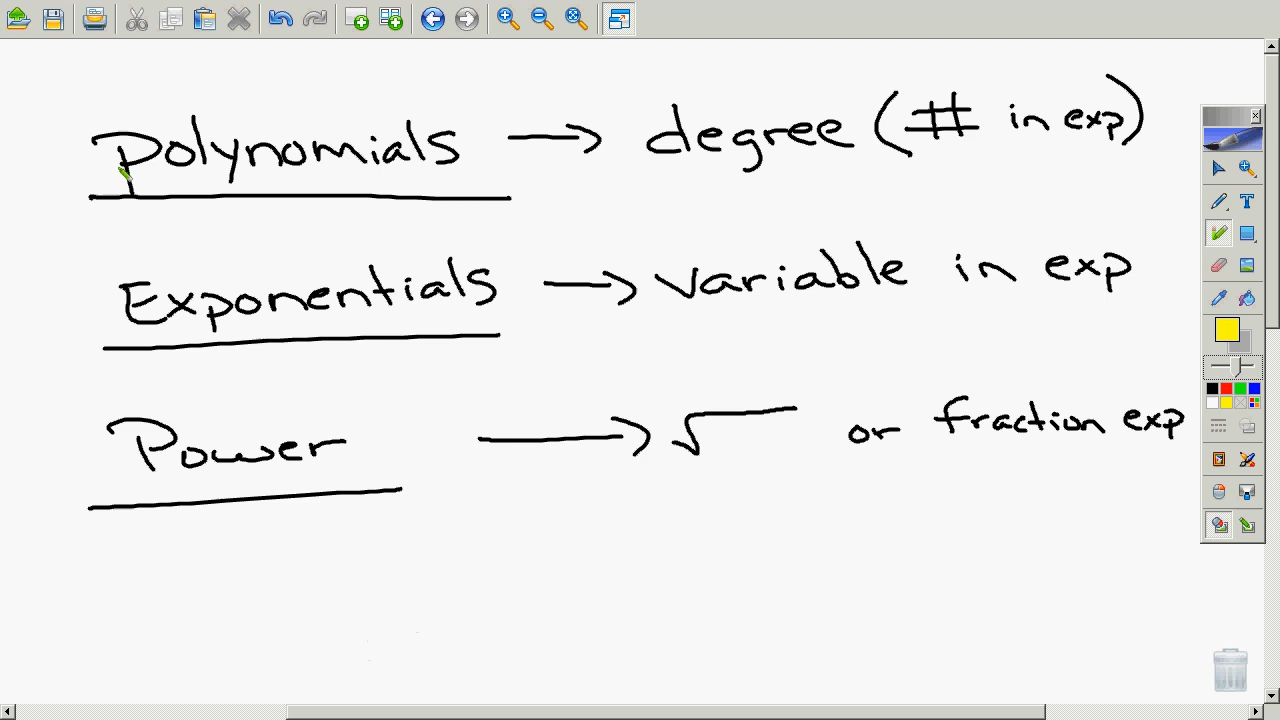 Polynomials → degree (# in exp)
Exponentials → variable in exp
Power → √ or fraction exp